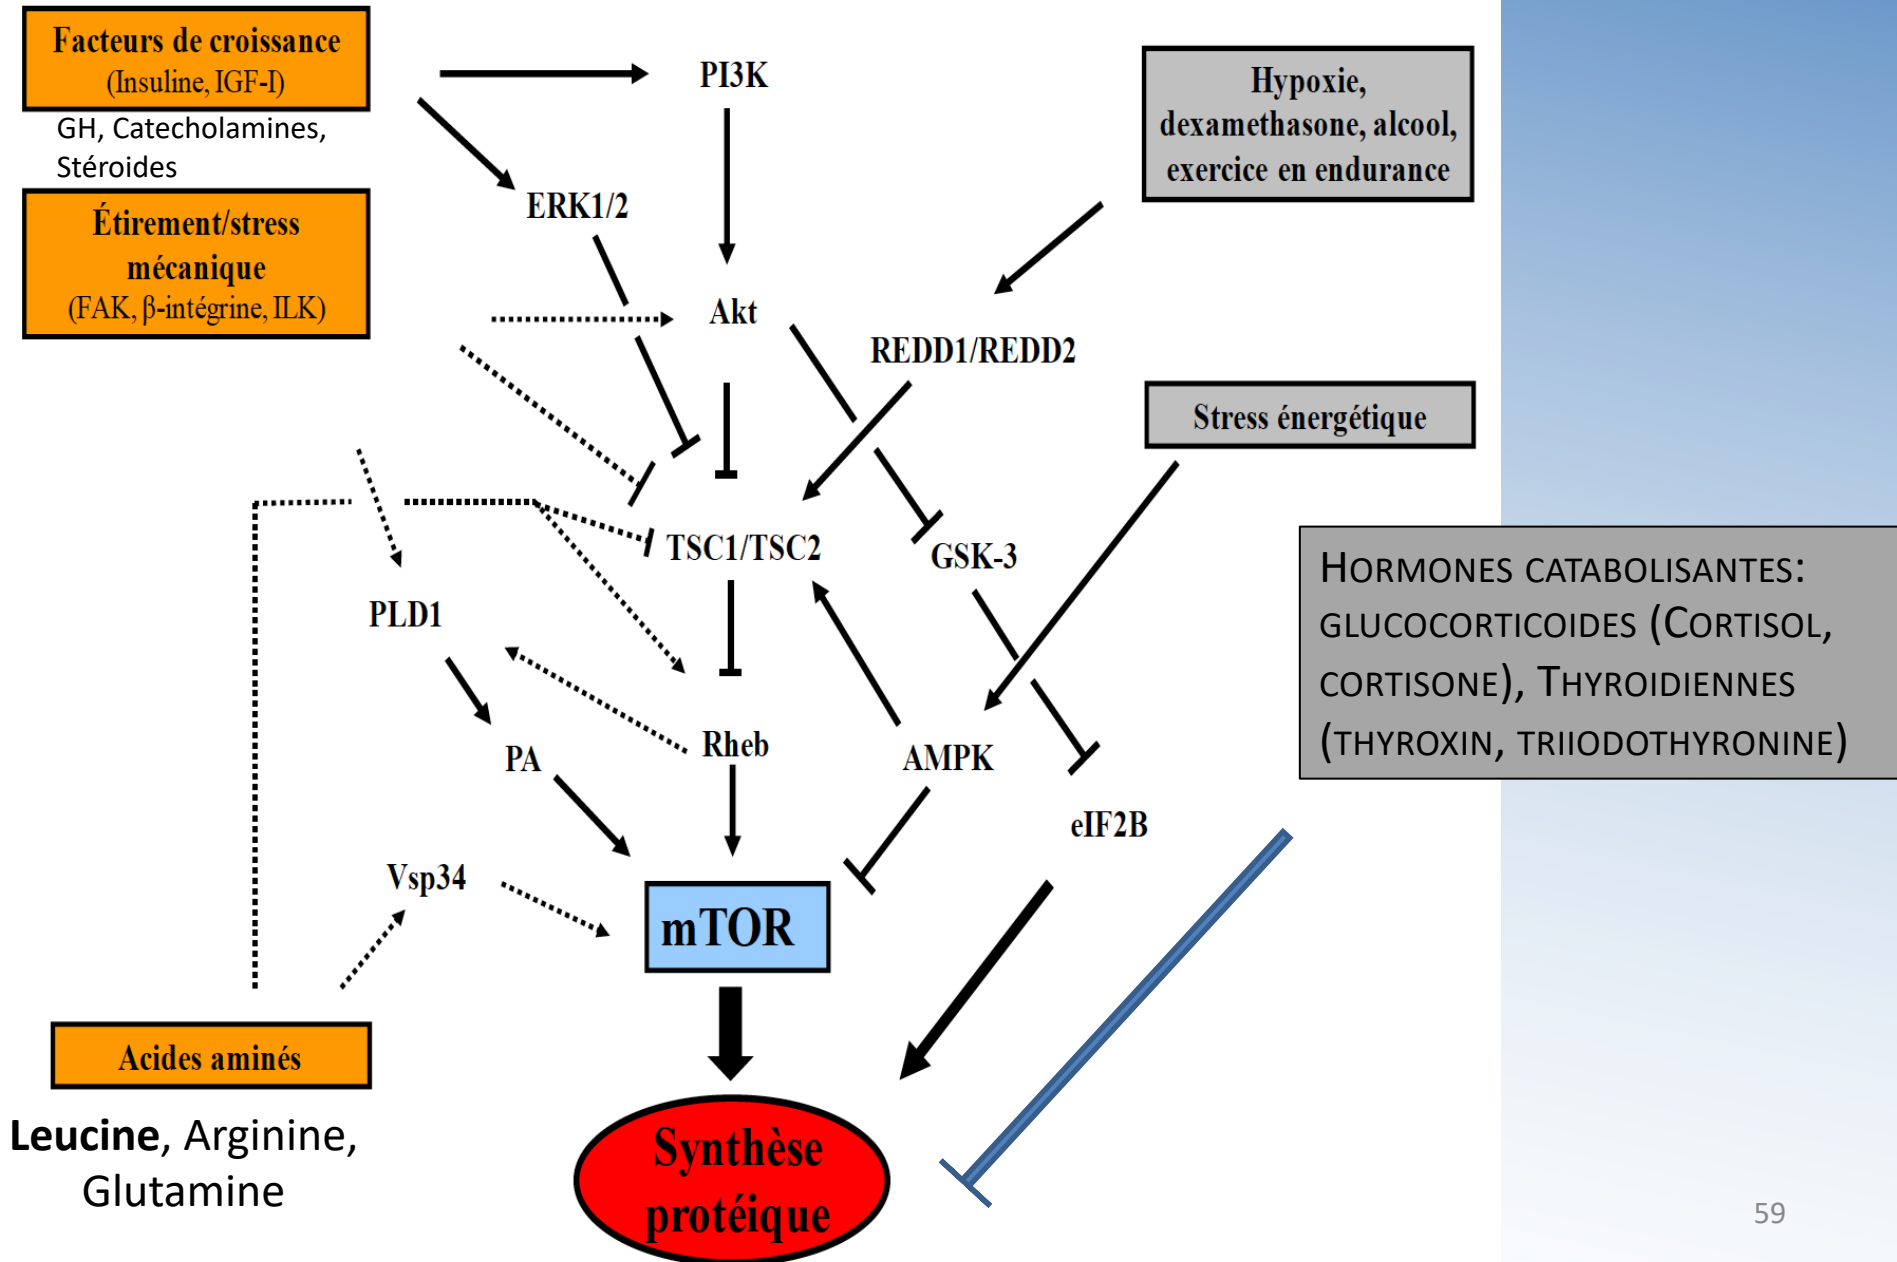 Facteurs de croissance
(Insuline, IGF-I)
GH, Catecholamines,
Stéroides
Étirement/stress
mécanique
(FAK, β-intégrine, ILK)
PI3K
ERK1/2
Akt
Hypoxie,
dexamethasone, alcool,
exercice en endurance
REDD1/REDD2
Stress énergétique
TSC1/TSC2
GSK-3
HORMONES CATABOLISANTES:
GLUCOCORTICOIDES (CORTISOL,
CORTISONE), THYROIDIENNES
(THYROXIN, TRIIODOTHYRONINE)
PLD1
PA
Rheb
AMPK
eIF2B
Vsp34
mTOR
Acides aminés
Leucine, Arginine,
Glutamine
Synthèse
protéique
59